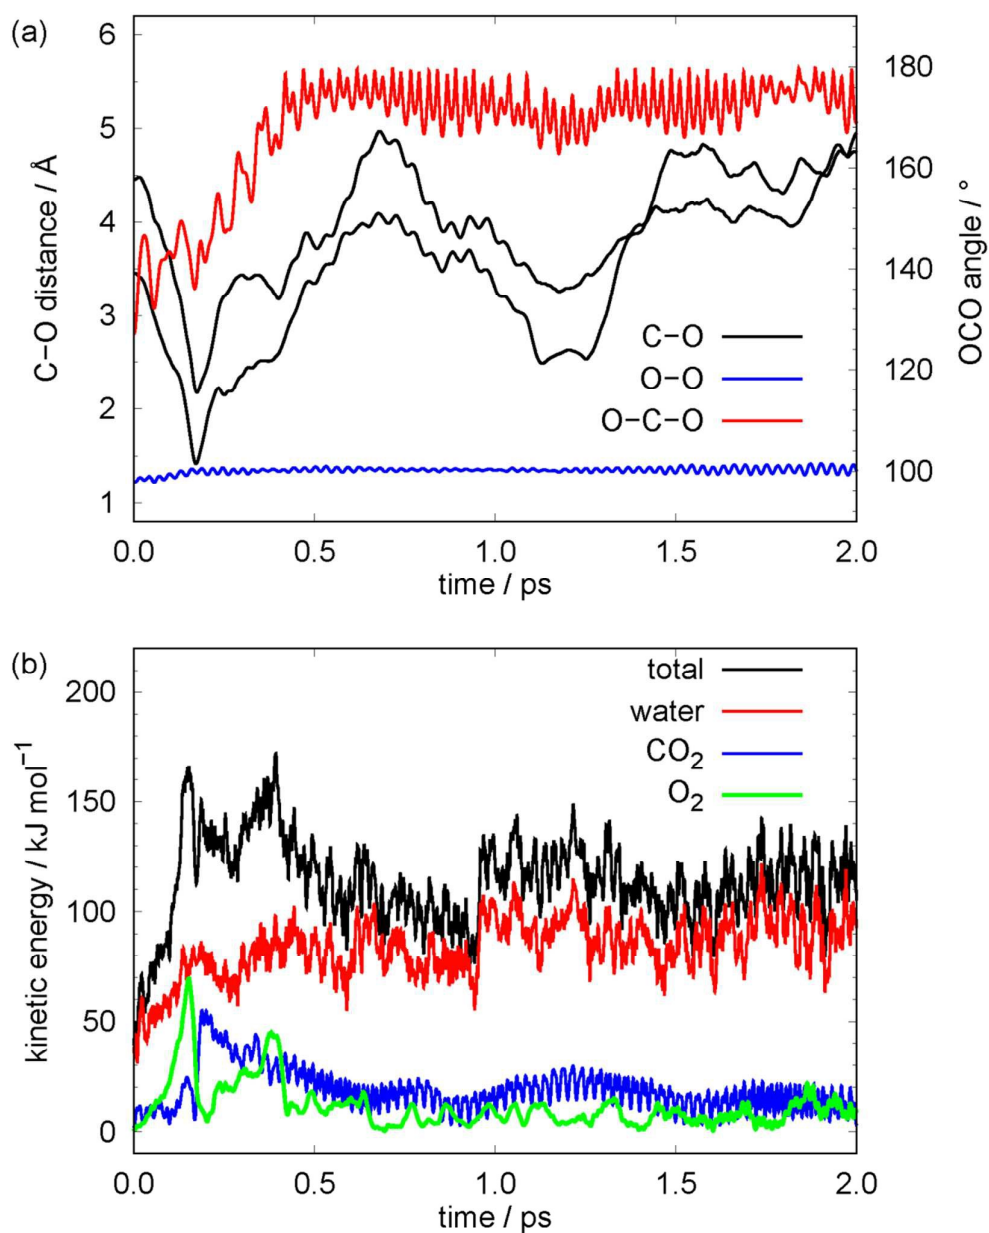 (a)
6
5
4
3
2
1
C−O distance / Å
180
160
140
120
100
OCO angle / °
C−O
O−O
O−C−O
0.0 0.5 1.0 1.5 2.0
time / ps
(b)
200
150
100
50
0
kinetic energy / kJ mol⁻¹
total
water
CO₂
O₂
0.0 0.5 1.0 1.5 2.0
time / ps